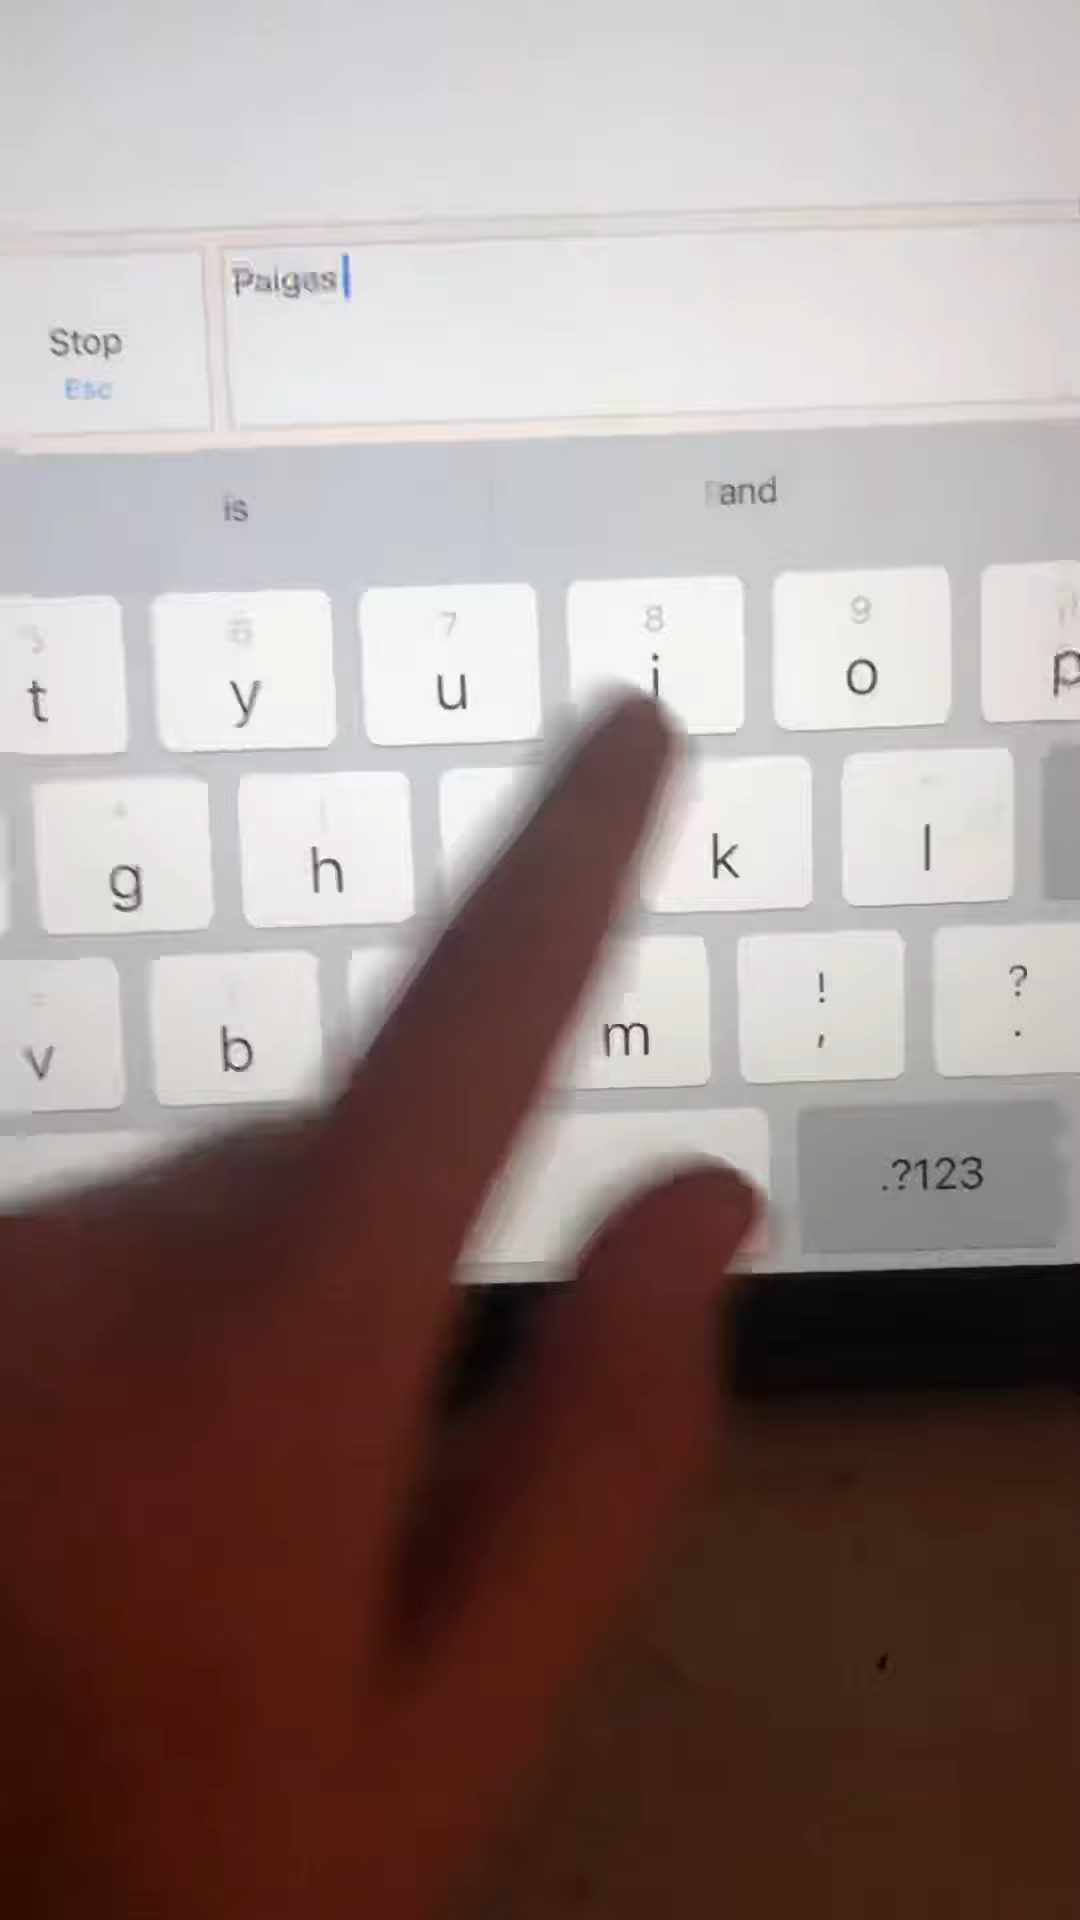 Paiges
Stop
Esc
is and
7 8 9
t y u i o p
g h k l
! ?
v b m , .
.?123